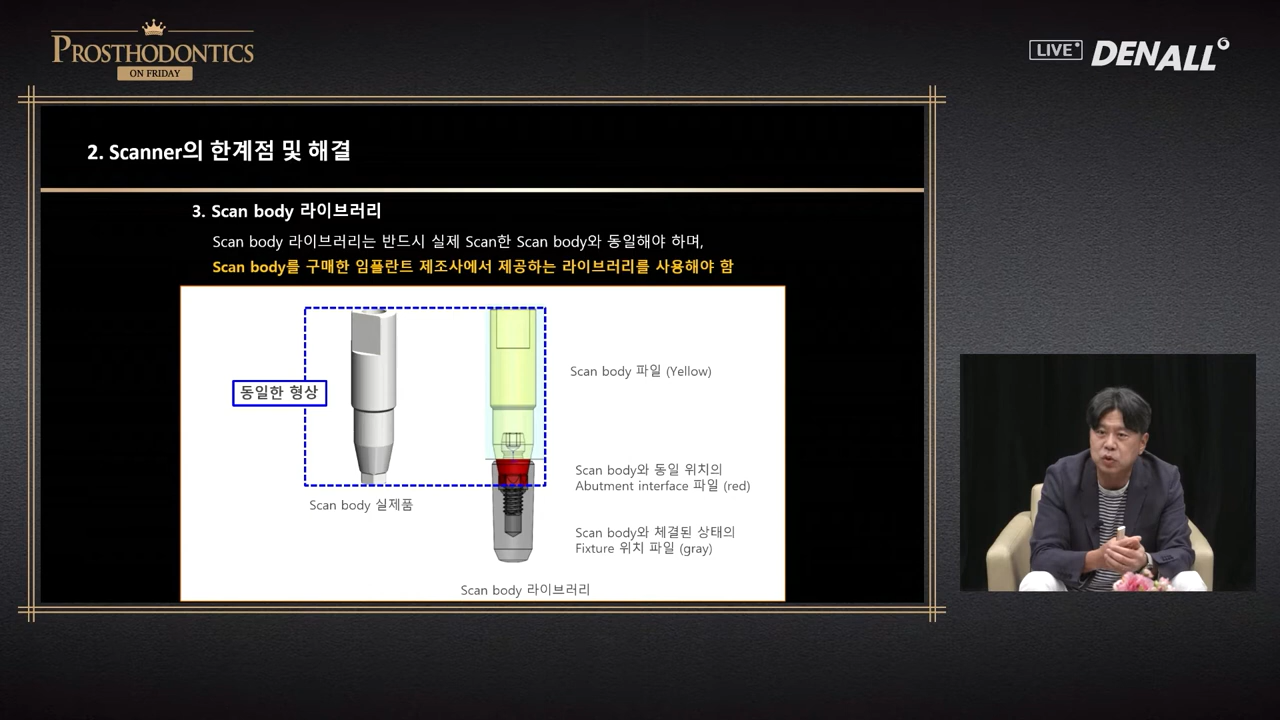 PROSTHODONTICS
ON FRIDAY
LIVE
DENALL
2. Scanner의 한계점 및 해결
3. Scan body 라이브러리
Scan body 라이브러리는 반드시 실제 Scan한 Scan body와 동일해야 하며,
Scan body를 구매한 임플란트 제조사에서 제공하는 라이브러리를 사용해야 함
동일한 형상
Scan body 파일 (Yellow)
Scan body와 동일 위치의
Abutment interface 파일 (red)
Scan body 실제품
Scan body와 체결된 상태의
Fixture 위치 파일 (gray)
Scan body 라이브러리